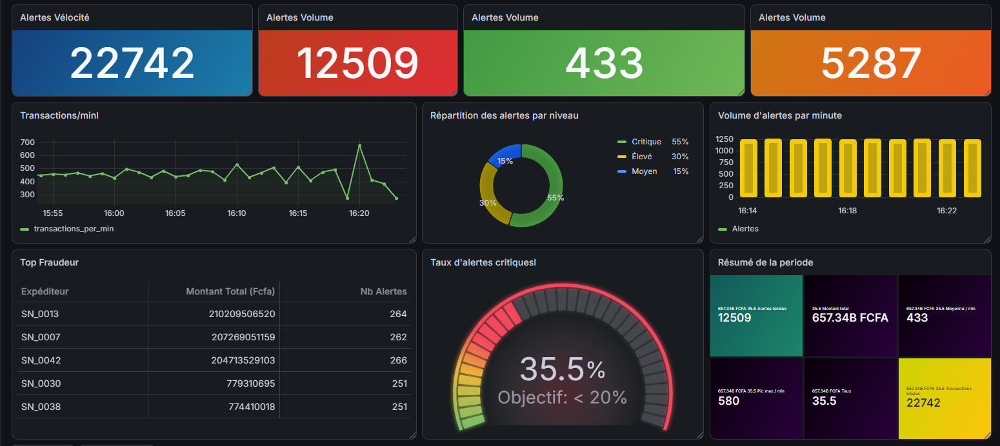 Alertes Vélocité
22742
Alertes Volume
12509
Alertes Volume
433
Alertes Volume
5287
Transactions/minl
700
600
500
400
300
15:55 16:00 16:05 16:10 16:15 16:20
transactions_per_min
Répartition des alertes par niveau
15%
30%
55%
Critique 55%
Élevé 30%
Moyen 15%
Volume d'alertes par minute
1250
1000
750
500
250
0
16:14 16:18 16:22
Alertes
Top Fraudeur
Expéditeur Montant Total (Fcfa) Nb Alertes
SN_0013 210209506520 264
SN_0007 207269051159 262
SN_0042 204713529103 266
SN_0030 779310695 251
SN_0038 774410018 251
Taux d'alertes critiquesl
35.5%
Objectif: < 20%
Résumé de la periode
657.34B FCFA 35.5 Alertes totales
12509
35.5 Montant total
657.34B FCFA
657.34B FCFA 35.5 Moyenne / min
433
657.34B FCFA 35.5 Pic max / min
580
657.34B FCFA Taux
35.5
657.34B FCFA 35.5 Transactions
totales
22742